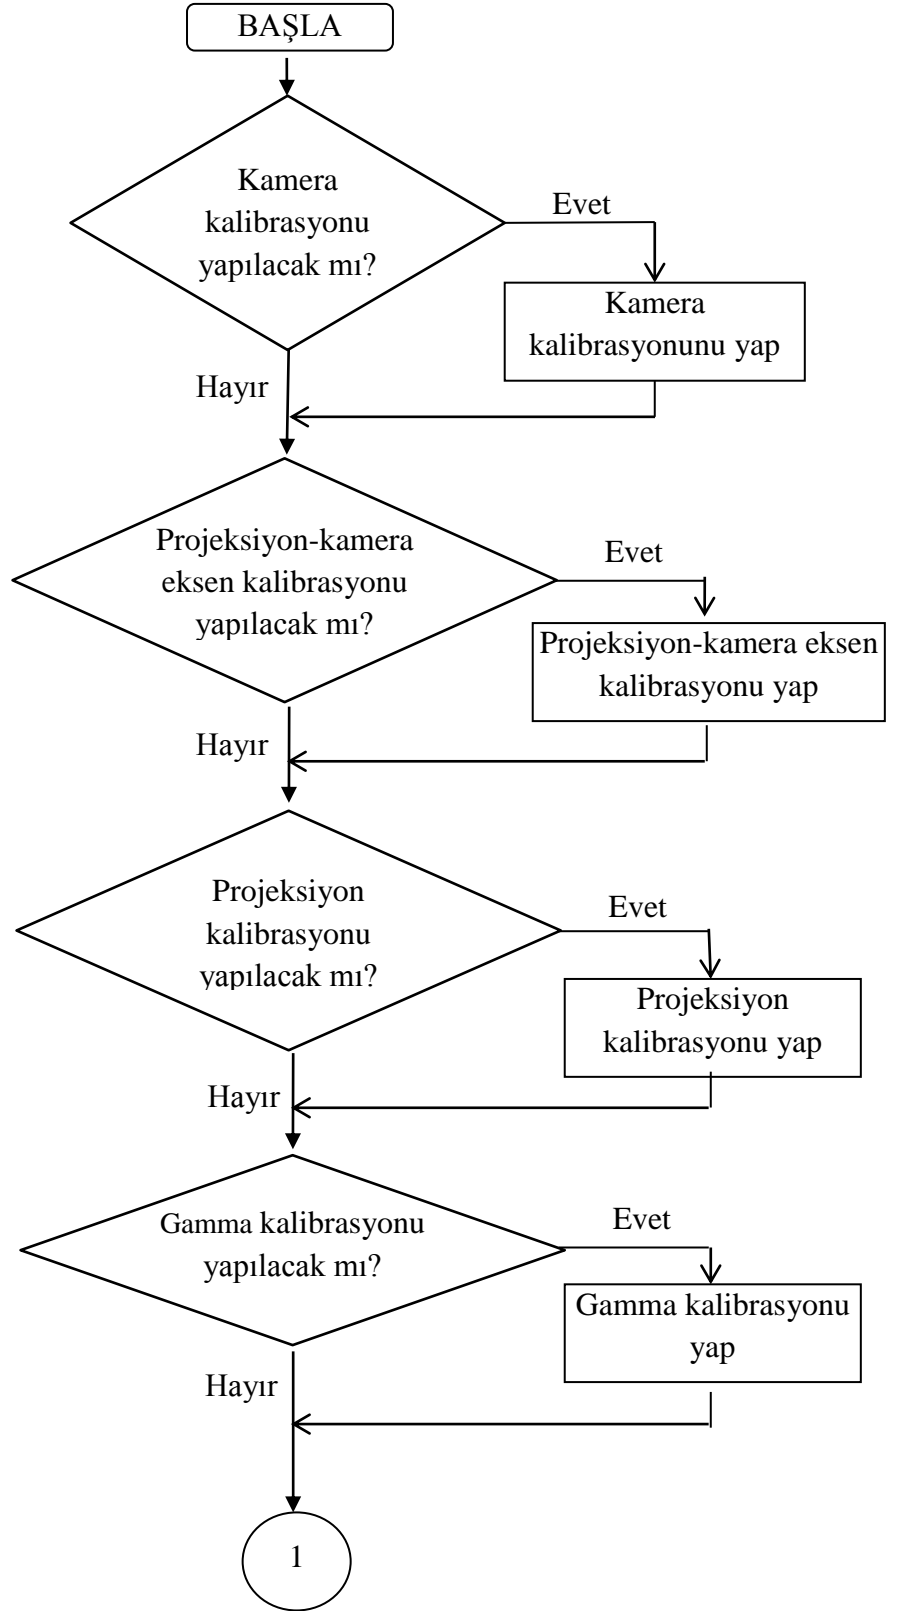 BAŞLA
Kamera
kalibrasyonu
yapılacak mı?
Evet
Kamera
kalibrasyonunu yap
Hayır
Projeksiyon-kamera
eksen kalibrasyonu
yapılacak mı?
Evet
Projeksiyon-kamera eksen
kalibrasyonu yap
Hayır
Projeksiyon
kalibrasyonu
yapılacak mı?
Evet
Projeksiyon
kalibrasyonu yap
Hayır
Gamma kalibrasyonu
yapılacak mı?
Evet
Gamma kalibrasyonu
yap
Hayır
1